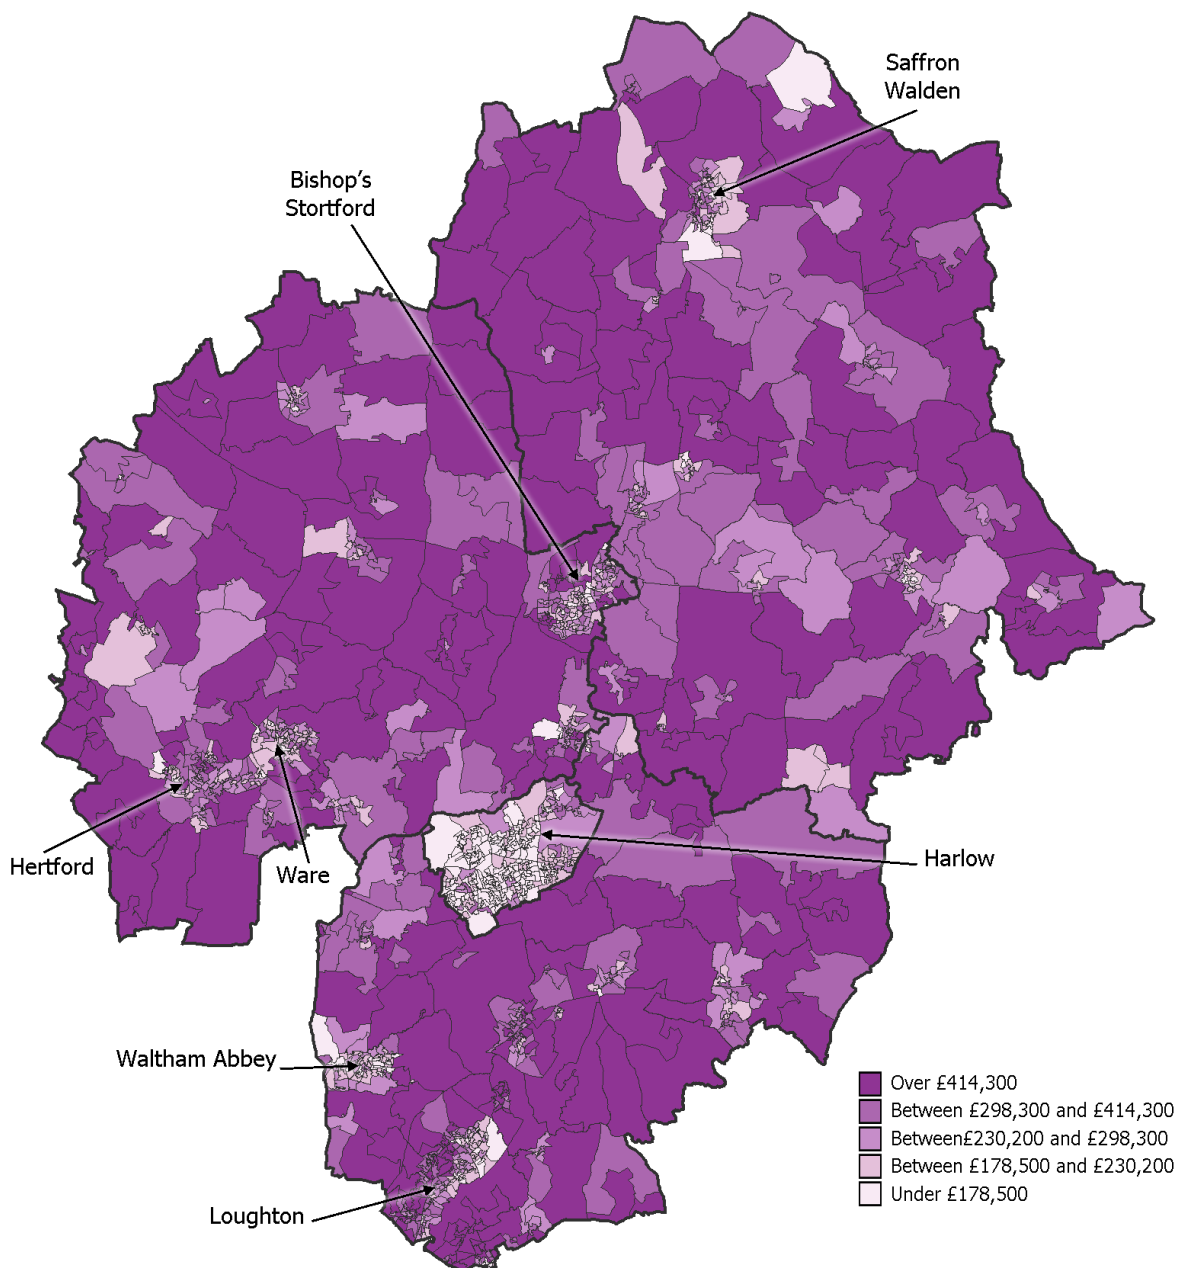 Saffron
Walden
Bishop's
Stortford
Hertford
Ware
Harlow
Waltham Abbey
Loughton
Over £414,300
Between £298,300 and £414,300
Between£230,200 and £298,300
Between £178,500 and £230,200
Under £178,500